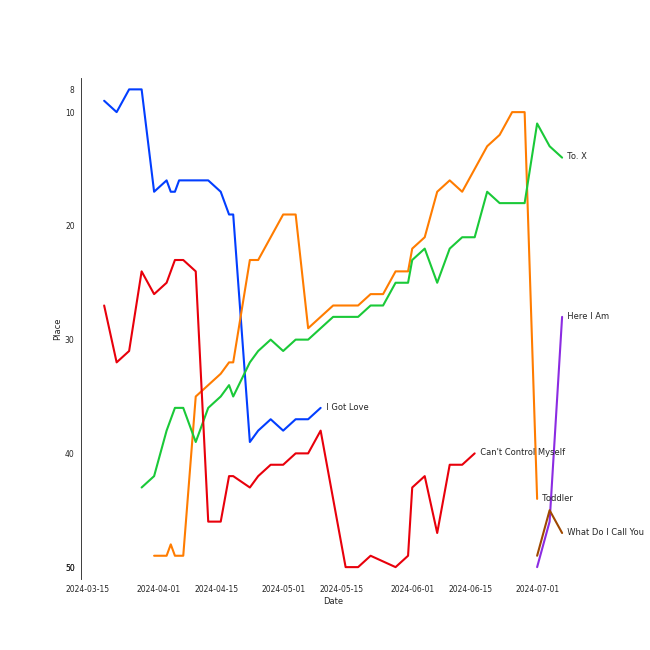 8
10
20
30
40
50
Place
To. X
Here I Am
I Got Love
Can't Control Myself
Toddler
What Do I Call You
2024-03-15 2024-04-01 2024-04-15 2024-05-01 2024-05-15 2024-06-01 2024-06-15 2024-07-01
Date